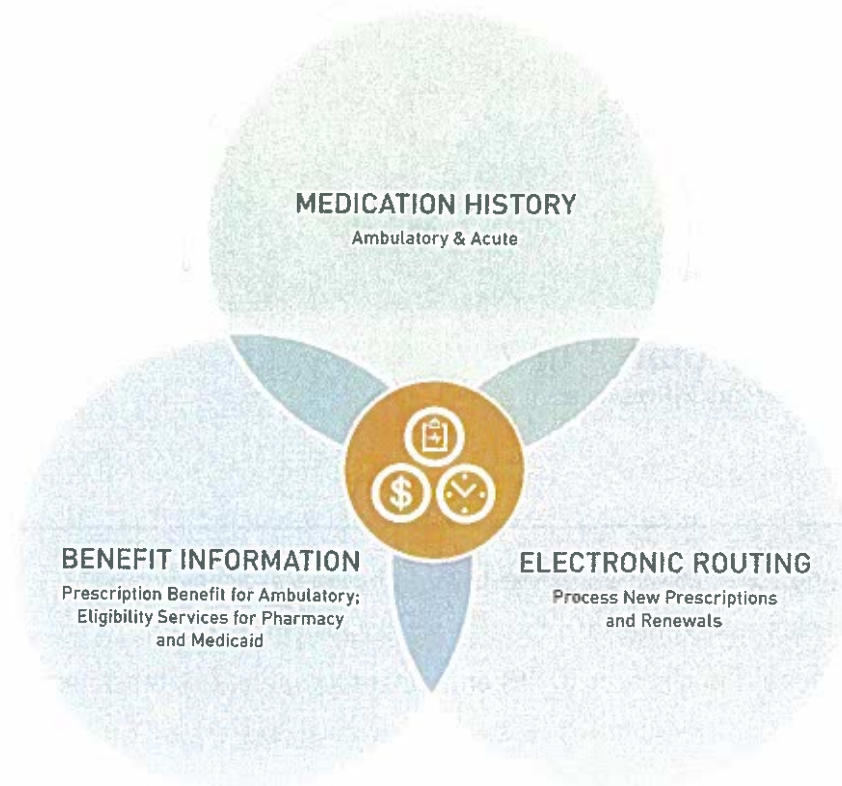 MEDICATION HISTORY
Ambulatory & Acute
BENEFIT INFORMATION
Prescription Benefit for Ambulatory;
Eligibility Services for Pharmacy
and Medicaid
ELECTRONIC ROUTING
Process New Prescriptions
and Renewals
$